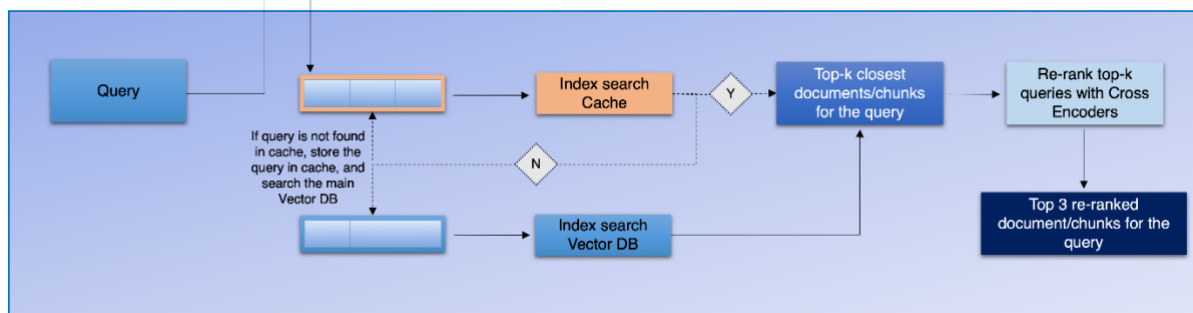 Query
Index search
Cache
Y
Top-k closest
documents/chunks
for the query
Re-rank top-k
queries with Cross
Encoders
If query is not found
in cache, store the
query in cache, and
search the main
Vector DB
N
Index search
Vector DB
Top 3 re-ranked
document/chunks for the
query